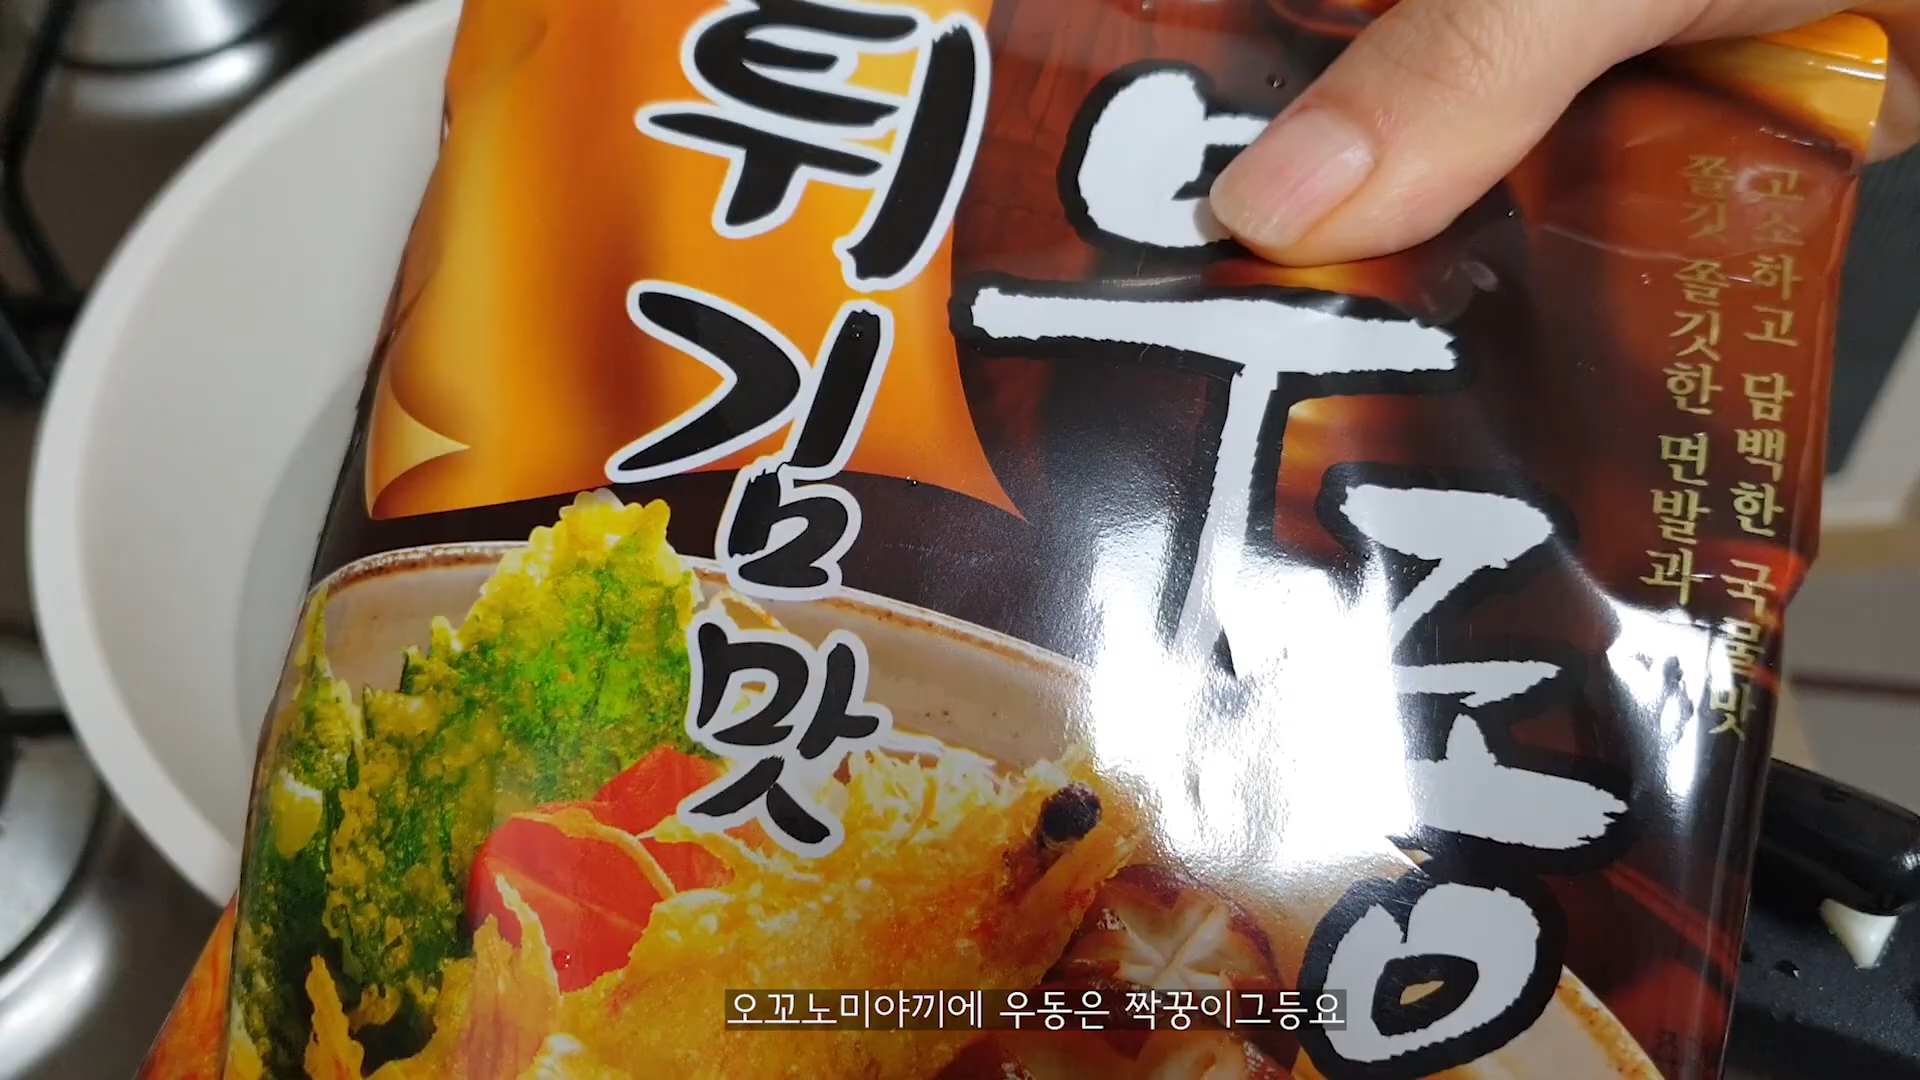 튀김맛
우동
고소하고 담백한 국물맛
쫄깃 쫄깃한 면발과
오꼬노미야끼에 우동은 짝꿍이그등요